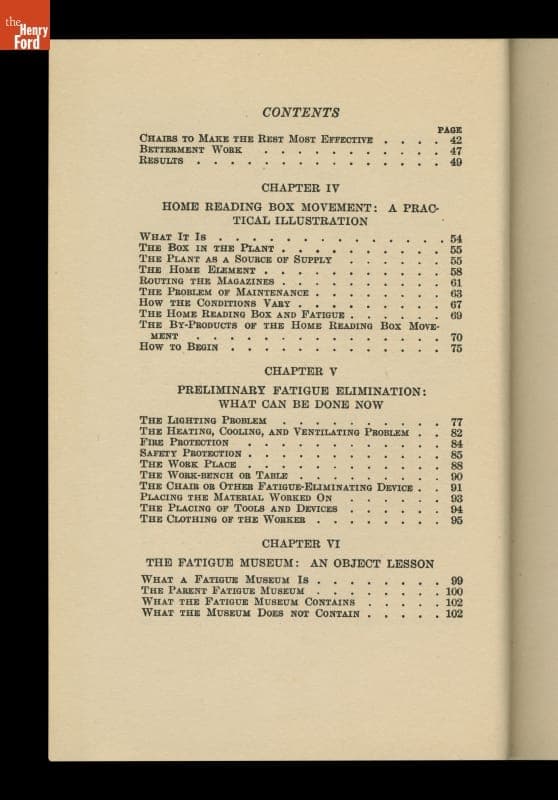 the
Henry
Ford
CONTENTS
PAGE
Chairs to Make the Rest Most Effective . . . . 42
Betterment Work . . . . . . . . . . . 47
Results . . . . . . . . . . . . . . . 49
CHAPTER IV
HOME READING BOX MOVEMENT: A PRAC-
TICAL ILLUSTRATION
What It Is . . . . . . . . . . . . . . 54
The Box in the Plant . . . . . . . . . . 55
The Plant as a Source of Supply . . . . . . 55
The Home Element . . . . . . . . . . . 58
Routing the Magazines . . . . . . . . . . 61
The Problem of Maintenance . . . . . . . . 63
How the Conditions Vary . . . . . . . . . 67
The Home Reading Box and Fatigue . . . . . . 69
The By-Products of the Home Reading Box Move-
ment . . . . . . . . . . . . . . . 70
How to Begin . . . . . . . . . . . . . 75
CHAPTER V
PRELIMINARY FATIGUE ELIMINATION:
WHAT CAN BE DONE NOW
The Lighting Problem . . . . . . . . . . 77
The Heating, Cooling, and Ventilating Problem . . 82
Fire Protection . . . . . . . . . . . . 84
Safety Protection . . . . . . . . . . . . 85
The Work Place . . . . . . . . . . . . 88
The Work-bench or Table . . . . . . . . . 90
The Chair or Other Fatigue-Eliminating Device . . 91
Placing the Material Worked On . . . . . . 93
The Placing of Tools and Devices . . . . . . 94
The Clothing of the Worker . . . . . . . . 95
CHAPTER VI
THE FATIGUE MUSEUM: AN OBJECT LESSON
What a Fatigue Museum Is . . . . . . . . 99
The Parent Fatigue Museum . . . . . . . . 100
What the Fatigue Museum Contains . . . . . 102
What the Museum Does not Contain . . . . . 102